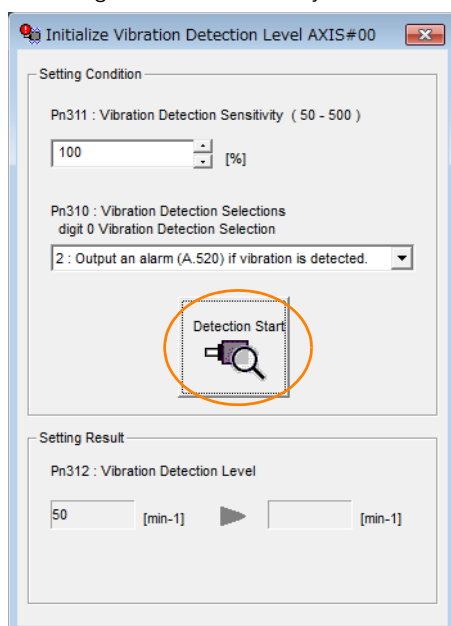 Initialize Vibration Detection Level AXIS#00
Setting Condition
Pn311 : Vibration Detection Sensitivity ( 50 - 500 )
100
[%]
Pn310 : Vibration Detection Selections
digit 0 Vibration Detection Selection
2 : Output an alarm (A.520) if vibration is detected.
Detection Start
Setting Result
Pn312 : Vibration Detection Level
50 [min-1] [min-1]